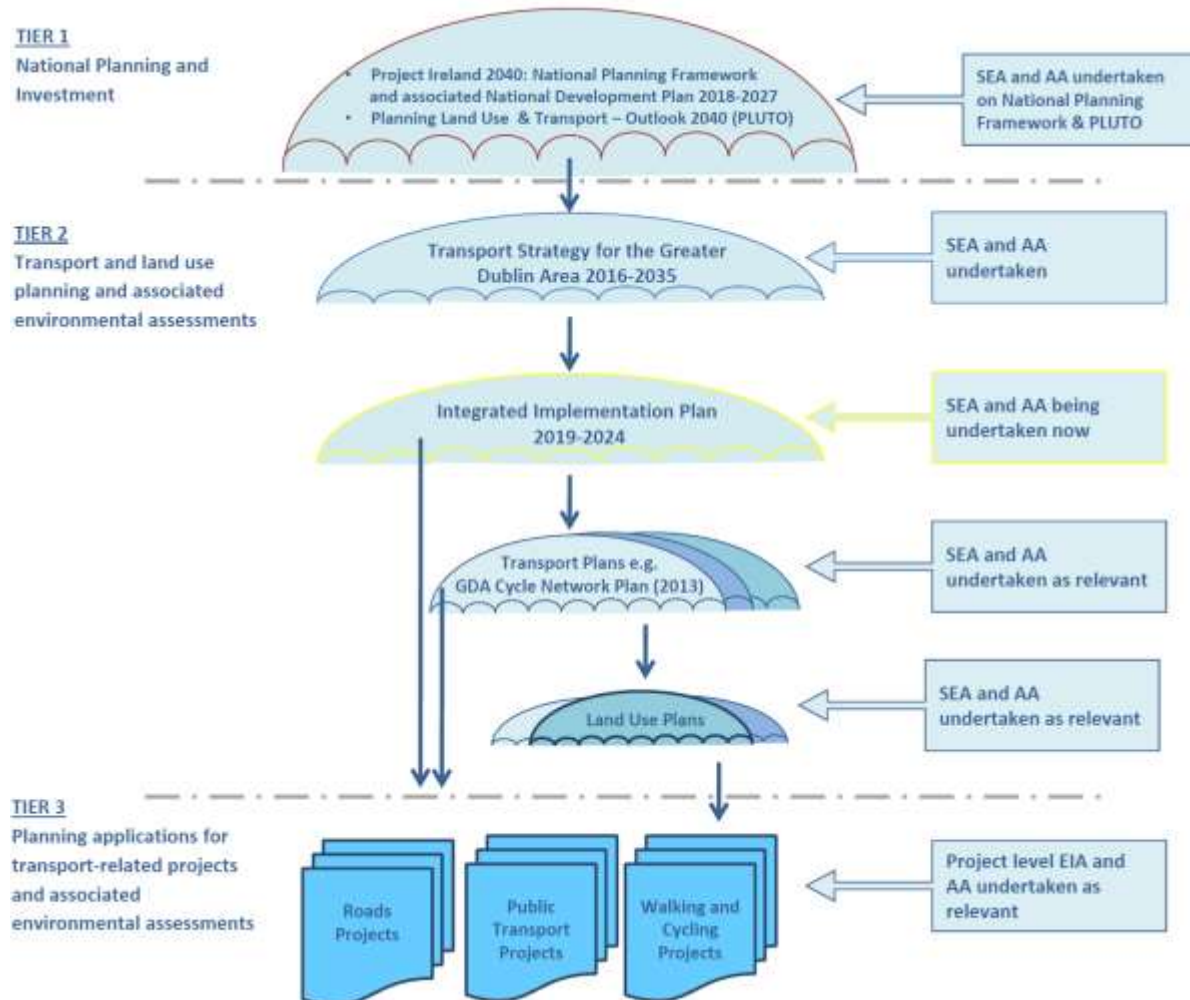 TIER 1
National Planning and
Investment
• Project Ireland 2040: National Planning Framework
and associated National Development Plan 2018-2027
• Planning Land Use & Transport – Outlook 2040 (PLUTO)
SEA and AA undertaken
on National Planning
Framework & PLUTO
TIER 2
Transport and land use
planning and associated
environmental assessments
Transport Strategy for the Greater
Dublin Area 2016-2035
SEA and AA
undertaken
Integrated Implementation Plan
2019-2024
SEA and AA being
undertaken now
Transport Plans e.g.
GDA Cycle Network Plan (2013)
SEA and AA
undertaken as relevant
Land Use Plans
SEA and AA
undertaken as relevant
TIER 3
Planning applications for
transport-related projects
and associated
environmental assessments
Roads
Projects
Public
Transport
Projects
Walking and
Cycling
Projects
Project level EIA and
AA undertaken as
relevant